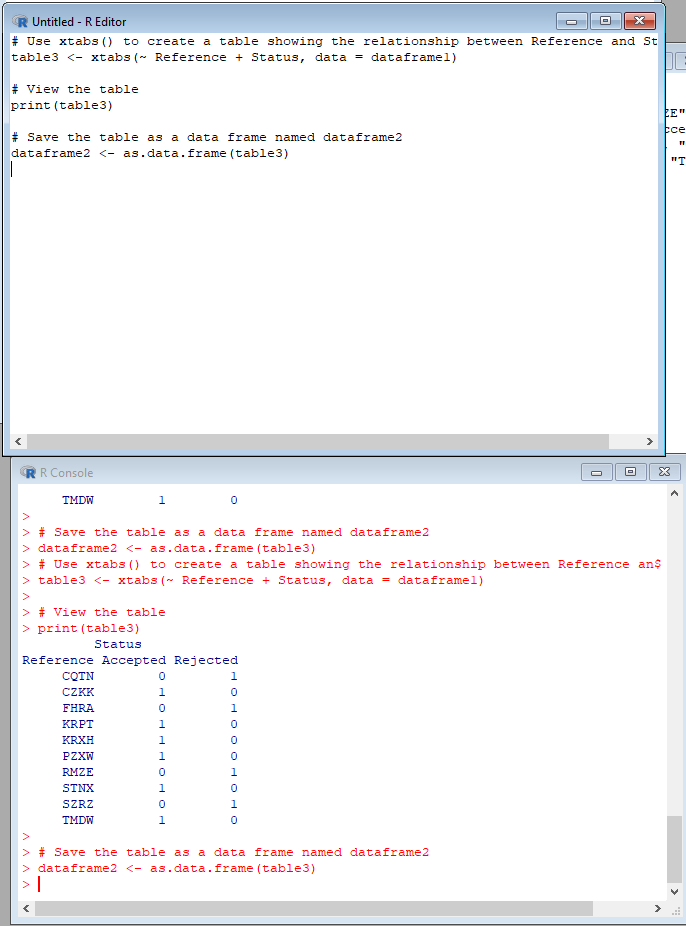 Untitled - R Editor
# Use xtabs() to create a table showing the relationship between Reference and St
table3 <- xtabs(~ Reference + Status, data = dataframe1)
# View the table
print(table3)
# Save the table as a data frame named dataframe2
dataframe2 <- as.data.frame(table3)
ZE"
cce
, "
"T
R Console
TMDW 1 0
>
> # Save the table as a data frame named dataframe2
> dataframe2 <- as.data.frame(table3)
> # Use xtabs() to create a table showing the relationship between Reference an$
> table3 <- xtabs(~ Reference + Status, data = dataframe1)
>
> # View the table
> print(table3)
Status
Reference Accepted Rejected
CQTN 0 1
CZKK 1 0
FHRA 0 1
KRPT 1 0
KRXH 1 0
PZXW 1 0
RMZE 0 1
STNX 1 0
SZRZ 0 1
TMDW 1 0
>
> # Save the table as a data frame named dataframe2
> dataframe2 <- as.data.frame(table3)
>